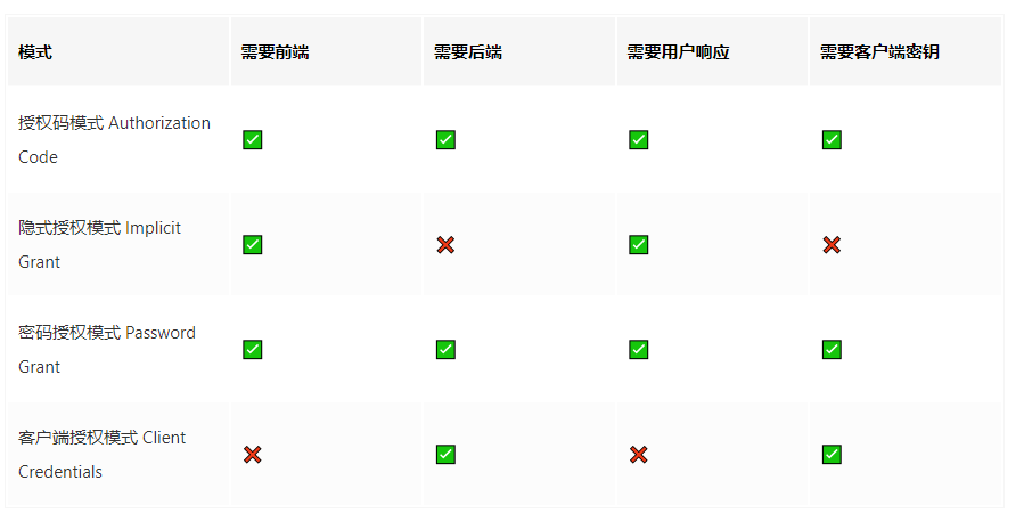 模式 需要前端 需要后端 需要用户响应 需要客户端密钥
授权码模式 Authorization
Code
✅ ✅ ✅ ✅
隐式授权模式 Implicit
Grant
✅ ❌ ✅ ❌
密码授权模式 Password
Grant
✅ ✅ ✅ ✅
客户端授权模式 Client
Credentials
❌ ✅ ❌ ✅